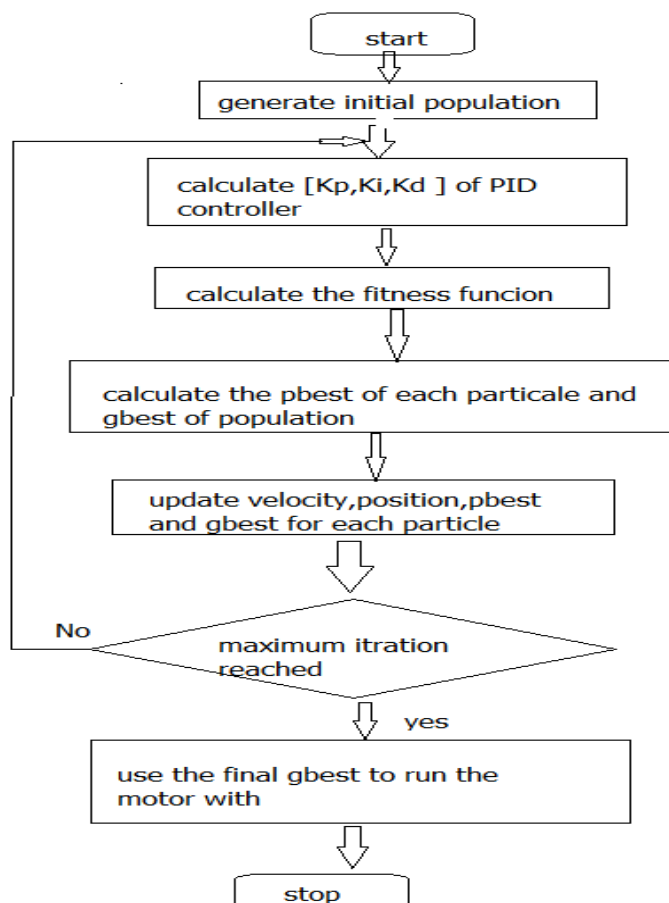 start
generate initial population
calculate [Kp,Ki,Kd ] of PID
controller
calculate the fitness funcion
calculate the pbest of each particale and
gbest of population
update velocity,position,pbest
and gbest for each particle
No
maximum itration
reached
yes
use the final gbest to run the
motor with
stop